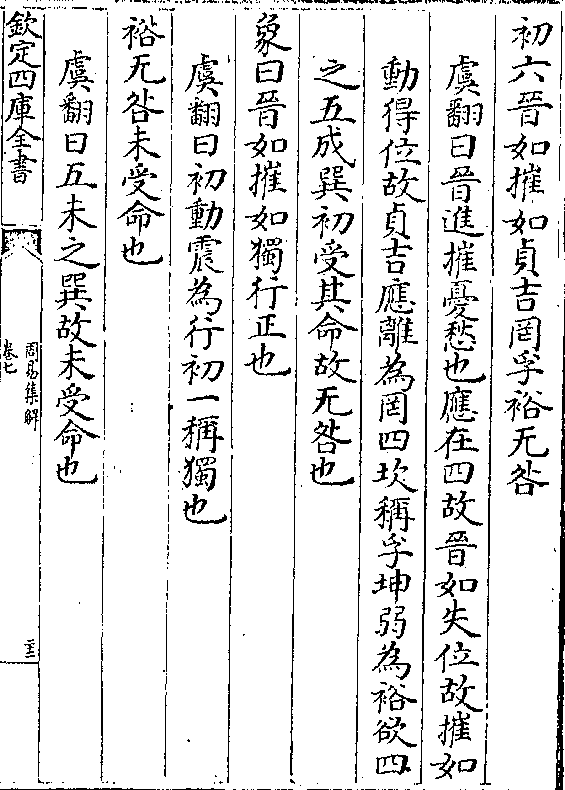 初六晉如摧如貞吉罔孚裕无咎
虞翻曰晉進摧憂愁也應在四故晉如失位故摧如
動得位故貞吉應離為罔四坎稱孚坤弱為裕欲四
之五成巽初受其命故无咎也
象曰晉如摧如獨行正也
虞翻曰初動震為行初一稱獨也
裕无咎未受命也
虞翻曰五未之巽故未受命也
欽定四庫全書
周易集解
卷七